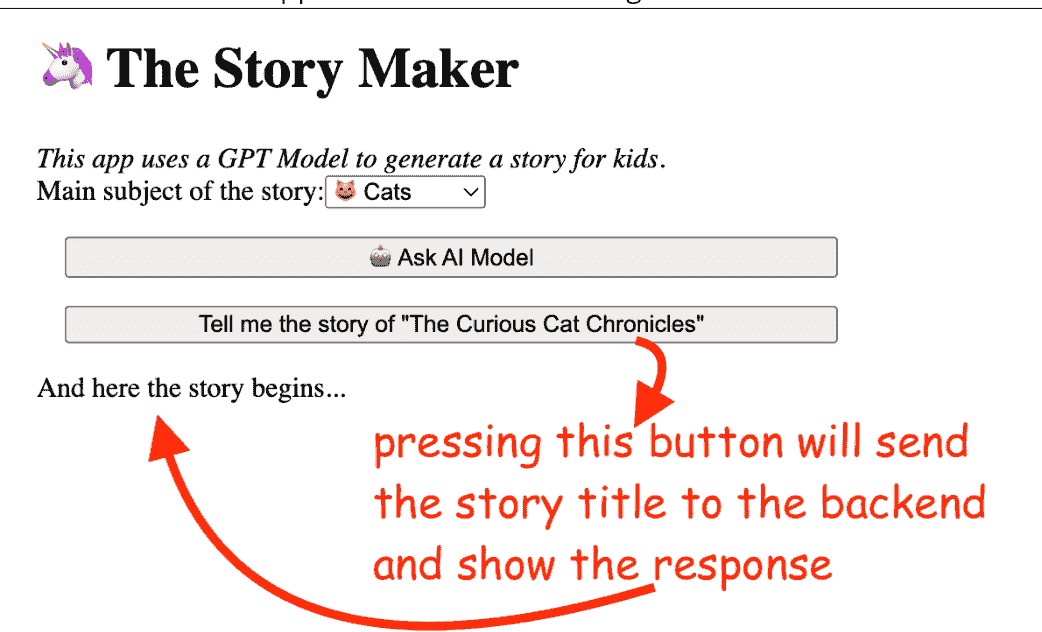 🦄 The Story Maker
This app uses a GPT Model to generate a story for kids.
Main subject of the story: 😺 Cats
🤖 Ask AI Model
Tell me the story of "The Curious Cat Chronicles"
And here the story begins...
pressing this button will send
the story title to the backend
and show the response